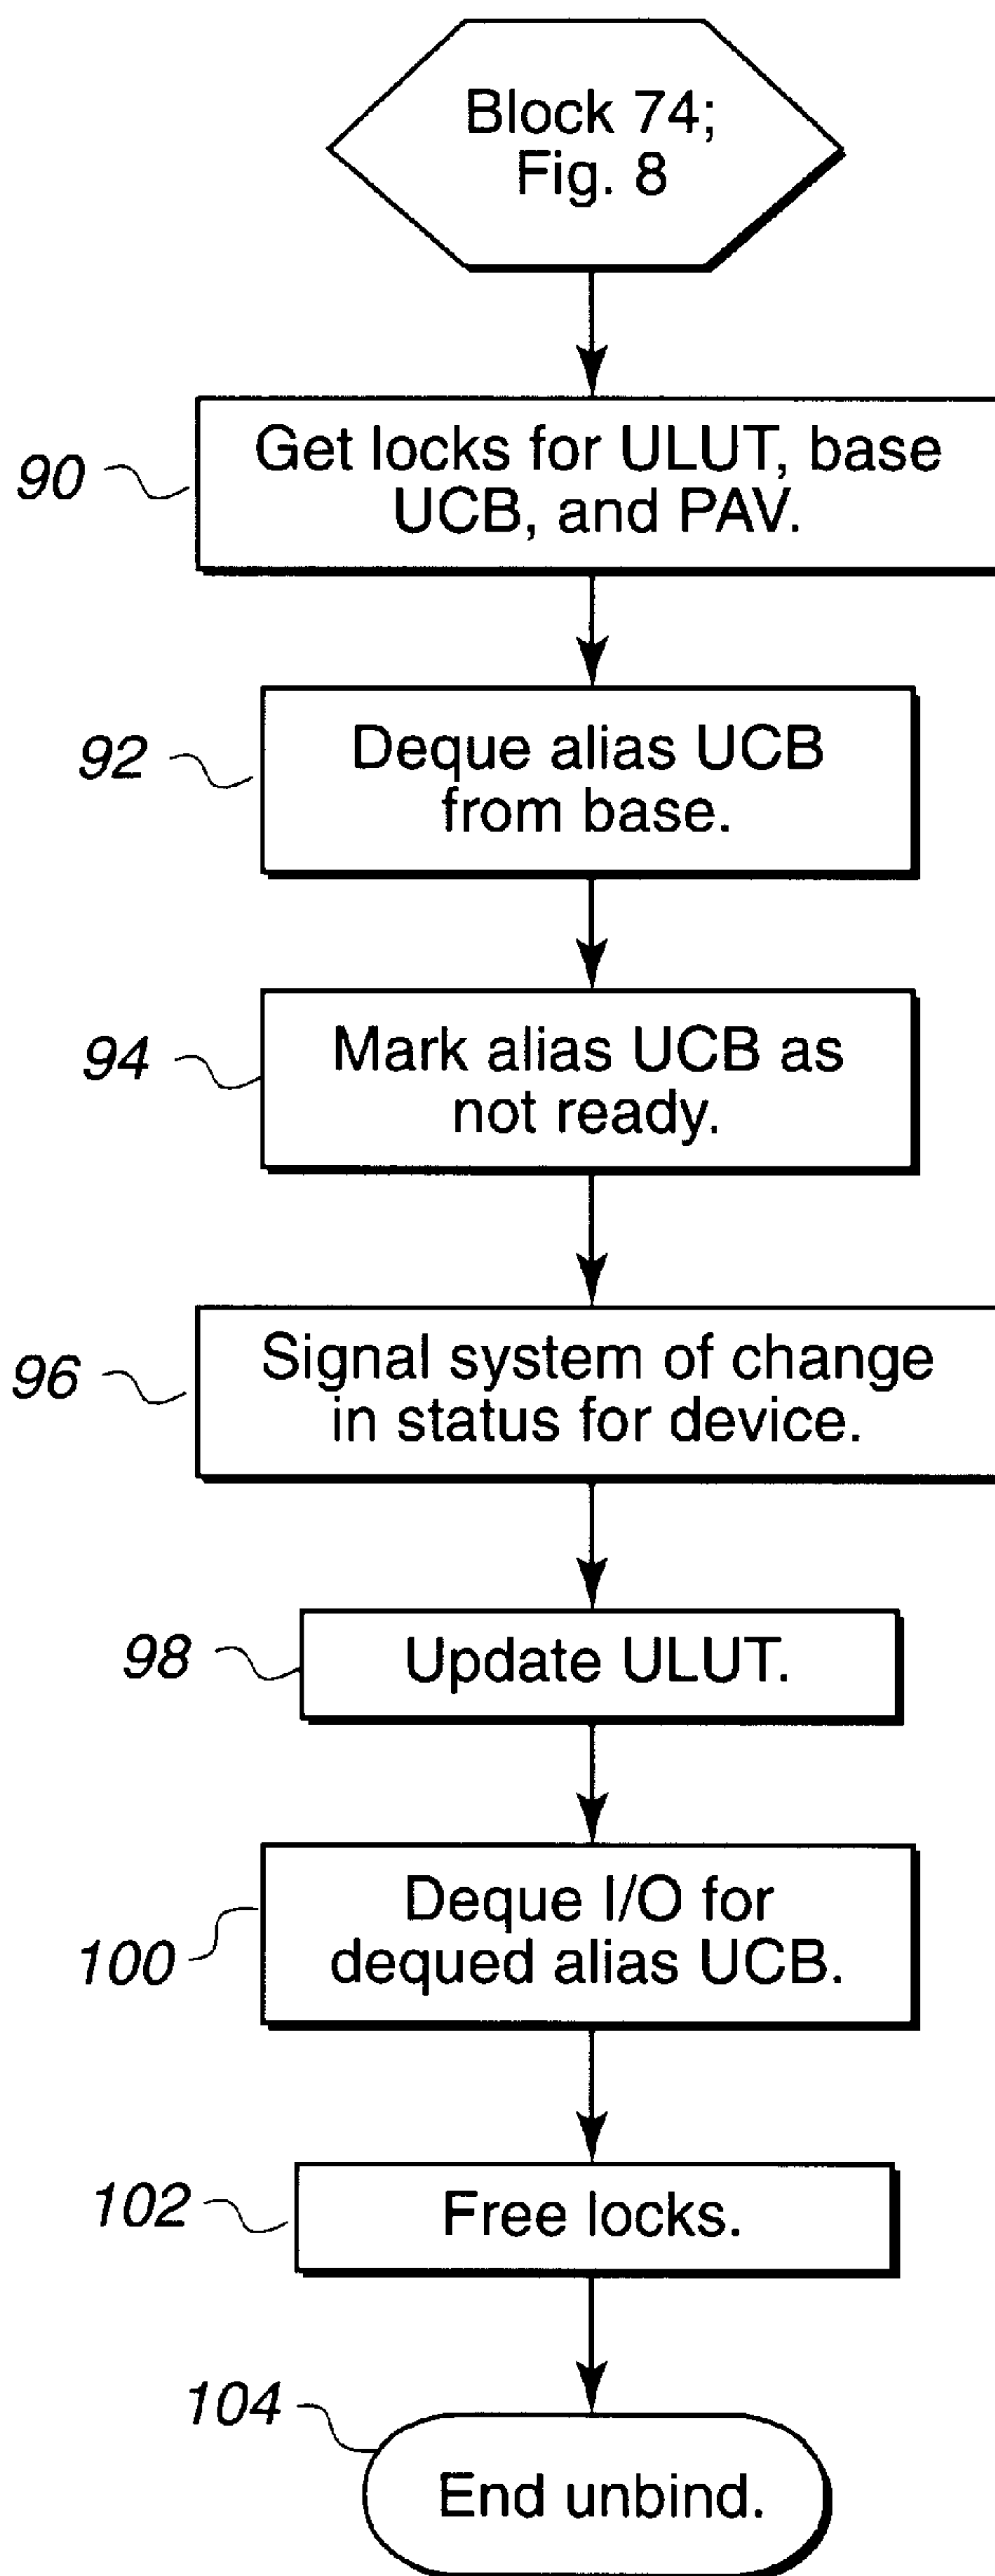 Block 74;
Fig. 8
90
Get locks for ULUT, base
UCB, and PAV.
92
Deque alias UCB
from base.
94
Mark alias UCB as
not ready.
96
Signal system of change
in status for device.
98
Update ULUT.
100
Deque I/O for
dequed alias UCB.
102
Free locks.
104
End unbind.